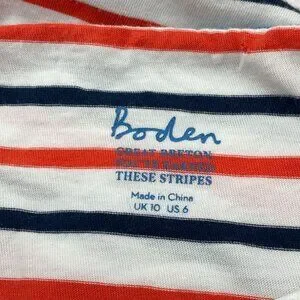 Boden
GREAT BRETON
THESE STRIPES
Made in China
UK 10 US 6